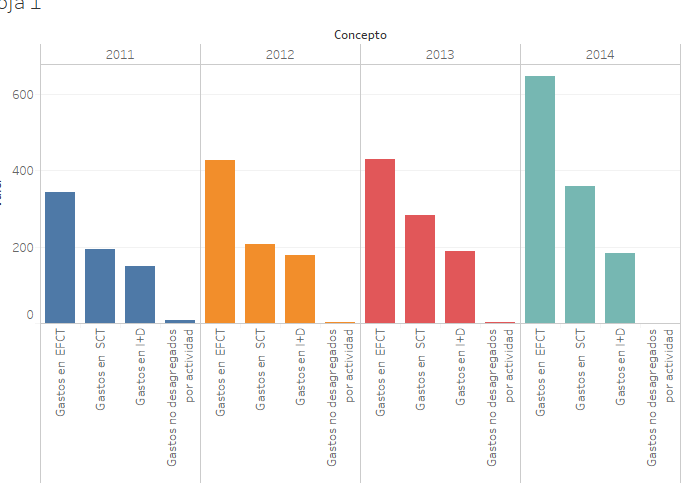 Concepto
2011 2012 2013 2014
600
400
200
0
Gastos en EFCT
Gastos en SCT
Gastos en I+D
Gastos no desagregados
por actividad
Gastos en EFCT
Gastos en SCT
Gastos en I+D
Gastos no desagregados
por actividad
Gastos en EFCT
Gastos en SCT
Gastos en I+D
Gastos no desagregados
por actividad
Gastos en EFCT
Gastos en SCT
Gastos en I+D
Gastos no desagregados
por actividad